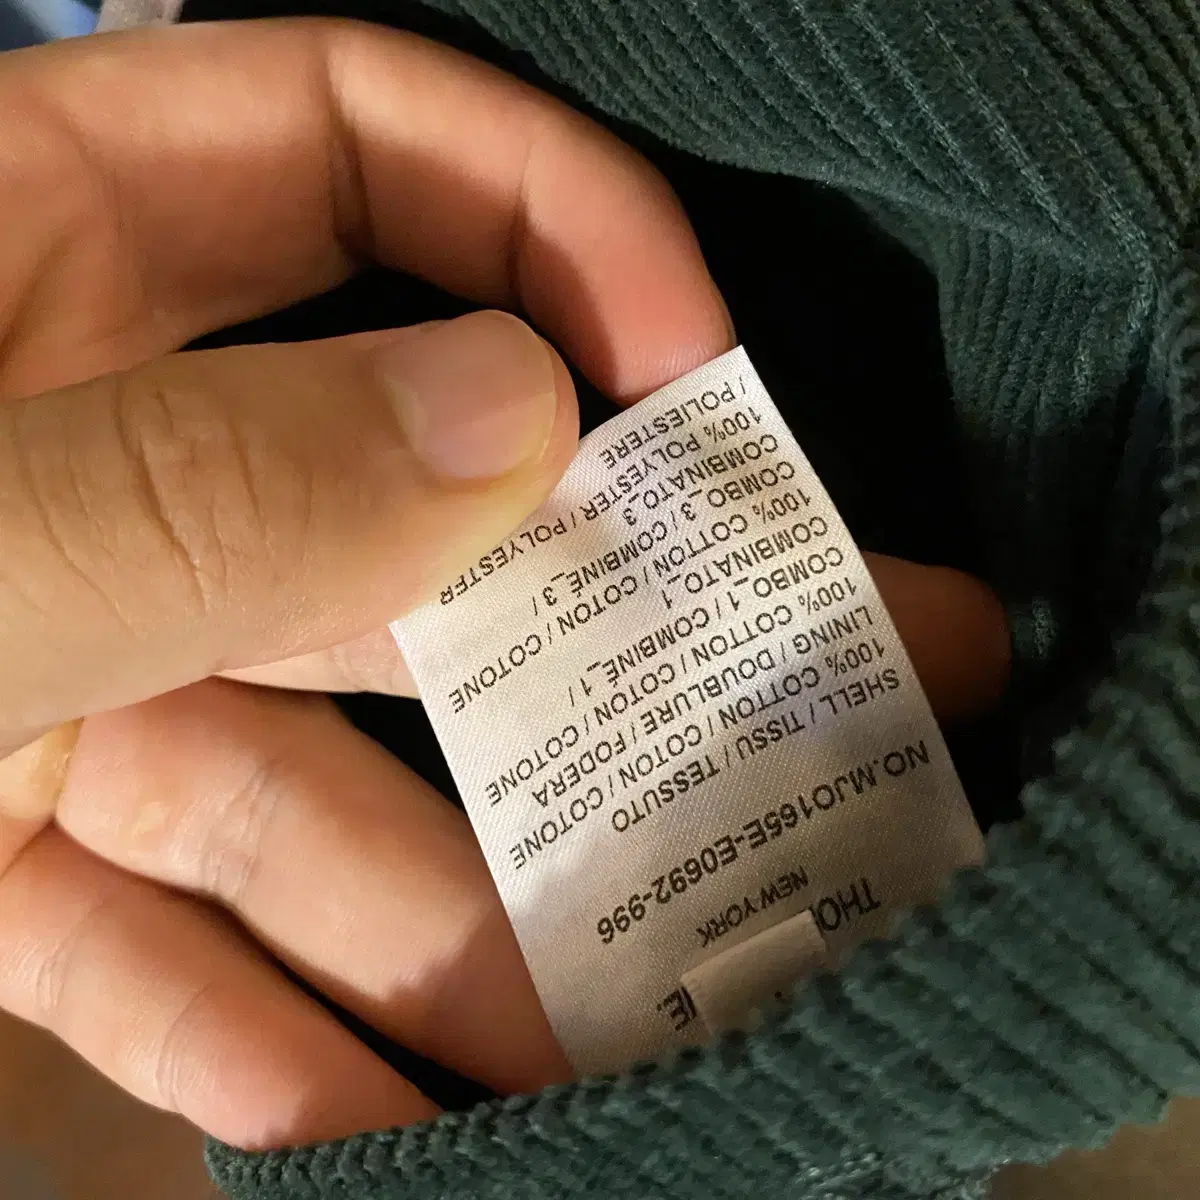 NEW YORK
NO.MJO165E-E0692-996
SHELL / TISSU / TESSUTO
100% COTTON / COTON / COTONE
LINING / DOUBLURE / FODERA
100% COTTON / COTON / COTONE
COMBO_1 / COMBINÉ_1 /
COMBINATO_1
100% COTTON / COTON / COTONE
COMBO_3 / COMBINÉ_3 /
COMBINATO_3
100% POLYESTER / POLYESTER
/ POLIESTERE